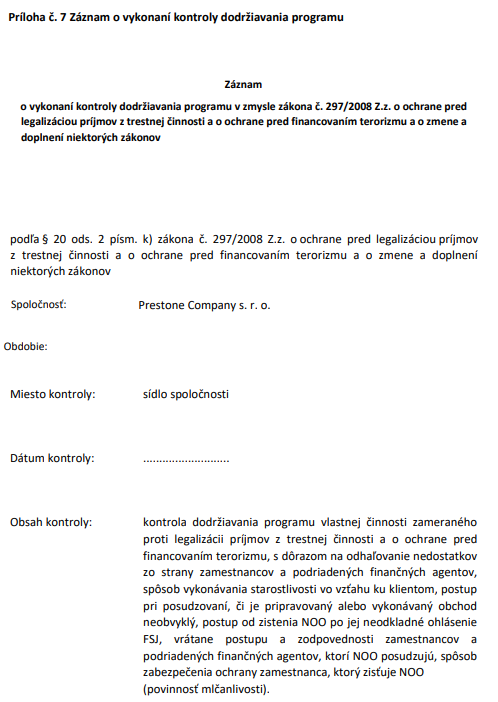 Príloha č. 7 Záznam o vykonaní kontroly dodržiavania programu
Záznam
o vykonaní kontroly dodržiavania programu v zmysle zákona č. 297/2008 Z.z. o ochrane pred
legalizáciou príjmov z trestnej činnosti a o ochrane pred financovaním terorizmu a o zmene a
doplnení niektorých zákonov
podľa § 20 ods. 2 písm. k) zákona č. 297/2008 Z.z. o ochrane pred legalizáciou príjmov
z trestnej činnosti a o ochrane pred financovaním terorizmu a o zmene a doplnení
niektorých zákonov
Spoločnosť: Prestone Company s. r. o.
Obdobie:
Miesto kontroly: sídlo spoločnosti
Dátum kontroly: ...........................
Obsah kontroly: kontrola dodržiavania programu vlastnej činnosti zameraného
proti legalizácii príjmov z trestnej činnosti a o ochrane pred
financovaním terorizmu, s dôrazom na odhaľovanie nedostatkov
zo strany zamestnancov a podriadených finančných agentov,
spôsob vykonávania starostlivosti vo vzťahu ku klientom, postup
pri posudzovaní, či je pripravovaný alebo vykonávaný obchod
neobvyklý, postup od zistenia NOO po jej neodkladné ohlásenie
FSJ, vrátane postupu a zodpovednosti zamestnancov a
podriadených finančných agentov, ktorí NOO posudzujú, spôsob
zabezpečenia ochrany zamestnanca, ktorý zisťuje NOO
(povinnosť mlčanlivosti).